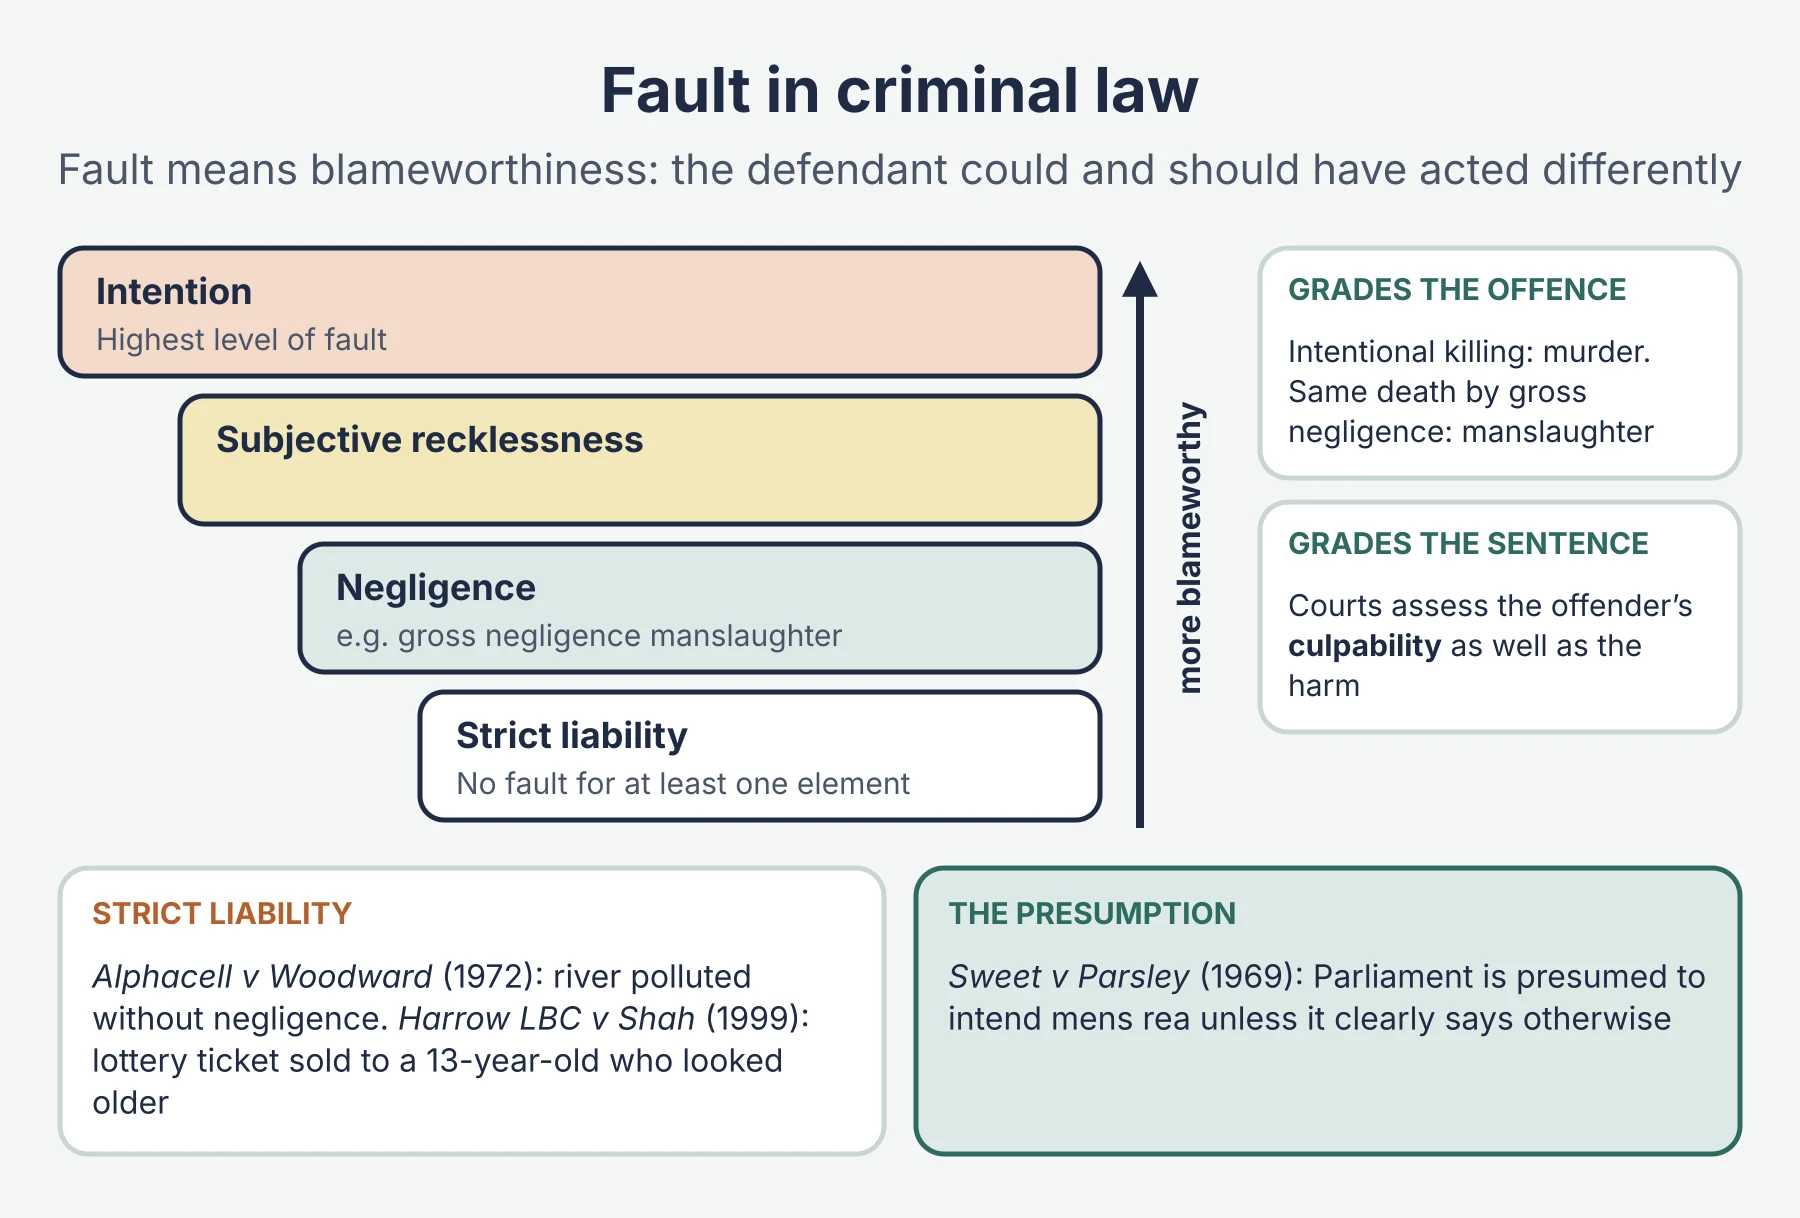 Fault in criminal law
Fault means blameworthiness: the defendant could and should have acted differently
Intention
Highest level of fault
Subjective recklessness
Negligence
e.g. gross negligence manslaughter
Strict liability
No fault for at least one element
more blameworthy
GRADES THE OFFENCE
Intentional killing: murder.
Same death by gross
negligence: manslaughter
GRADES THE SENTENCE
Courts assess the offender’s
culpability as well as the
harm
STRICT LIABILITY
Alphacell v Woodward (1972): river polluted
without negligence. Harrow LBC v Shah (1999):
lottery ticket sold to a 13-year-old who looked
older
THE PRESUMPTION
Sweet v Parsley (1969): Parliament is presumed to
intend mens rea unless it clearly says otherwise